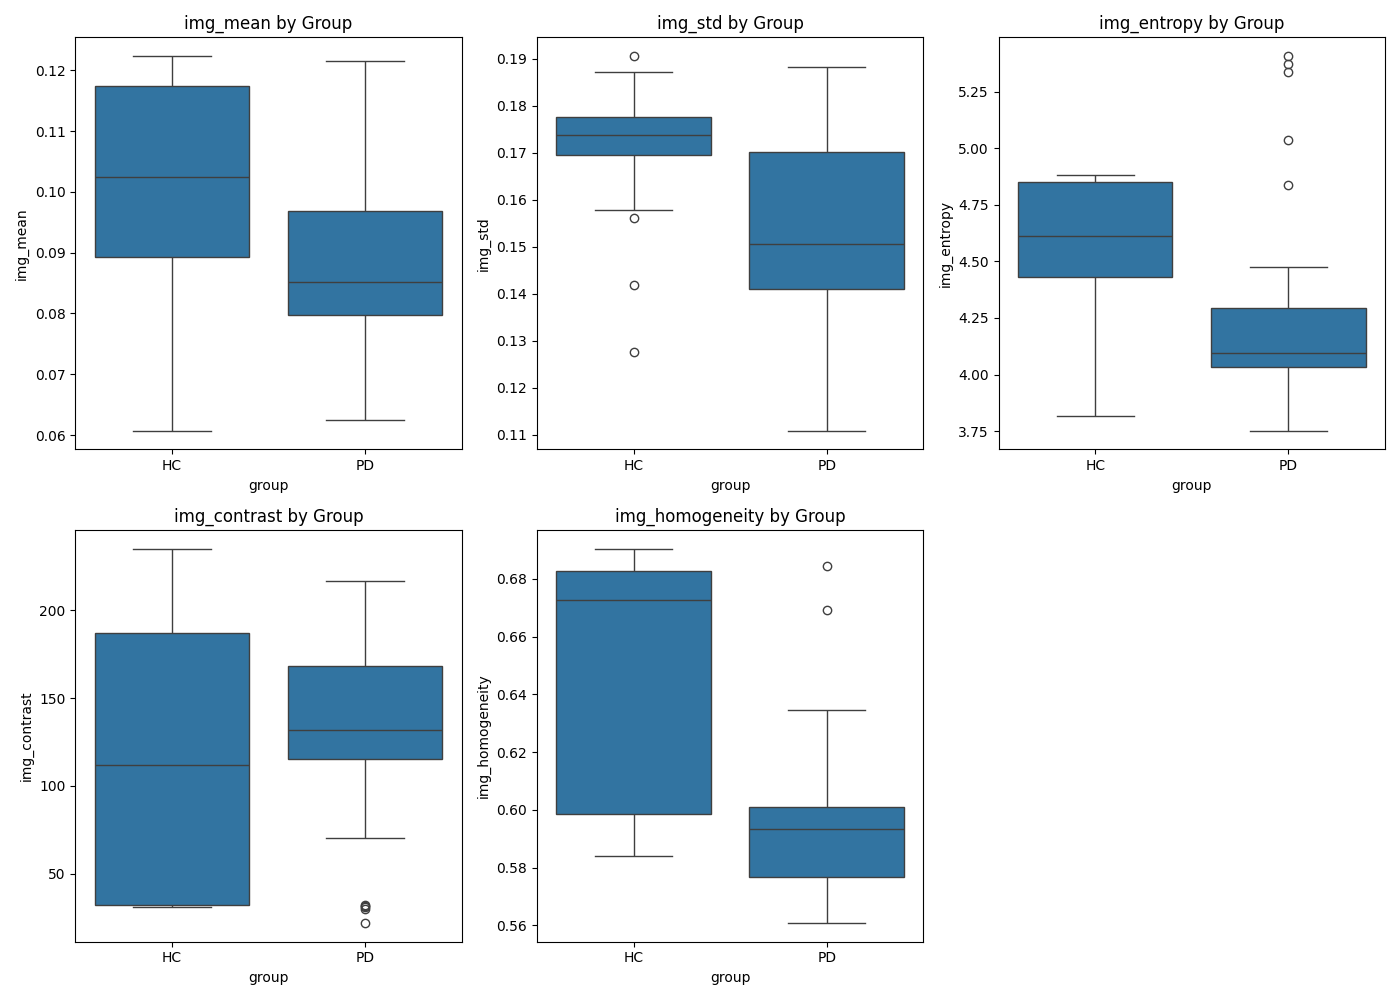 img_mean by Group
0.12
0.11
0.10
0.09
0.08
0.07
0.06
img_mean
HC
PD
group
img_std by Group
0.19
0.18
0.17
0.16
0.15
0.14
0.13
0.12
0.11
img_std
HC
PD
group
img_entropy by Group
5.25
5.00
4.75
4.50
4.25
4.00
3.75
img_entropy
HC
PD
group
img_contrast by Group
200
150
100
50
img_contrast
HC
PD
group
img_homogeneity by Group
0.68
0.66
0.64
0.62
0.60
0.58
0.56
img_homogeneity
HC
PD
group